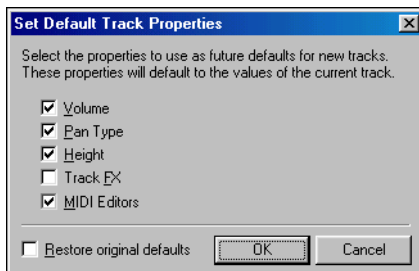 Set Default Track Properties
Select the properties to use as future defaults for new tracks.
These properties will default to the values of the current track.
Volume
Pan Type
Height
Track FX
MIDI Editors
Restore original defaults
OK
Cancel